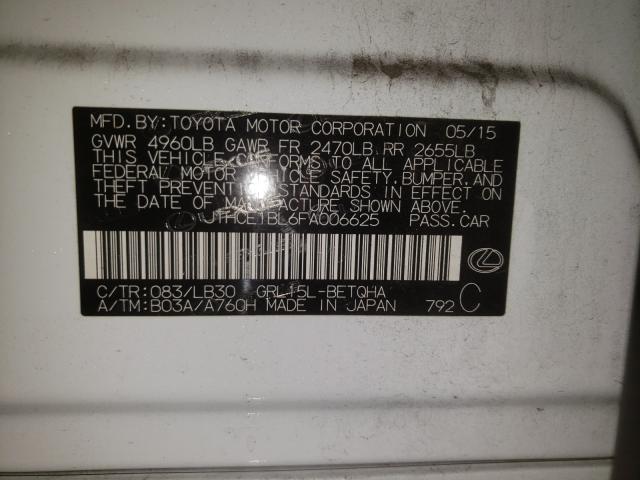 MFD. BY: TOYOTA MOTOR CORPORATION 05/15
GVWR 4960LB GAWR FR 2470LB RR 2655LB
THIS VEHICLE CONFORMS TO ALL APPLICABLE
FEDERAL MOTOR VEHICLE SAFETY, BUMPER, AND
THEFT PREVENTION STANDARDS IN EFFECT ON
THE DATE OF MANUFACTURE SHOWN ABOVE.
JTHCE1BL6FA006625 PASS. CAR
C/TR: 083/LB30 GRL15L-BETQHA
A/TM: B03A/A760H MADE IN JAPAN 792 C